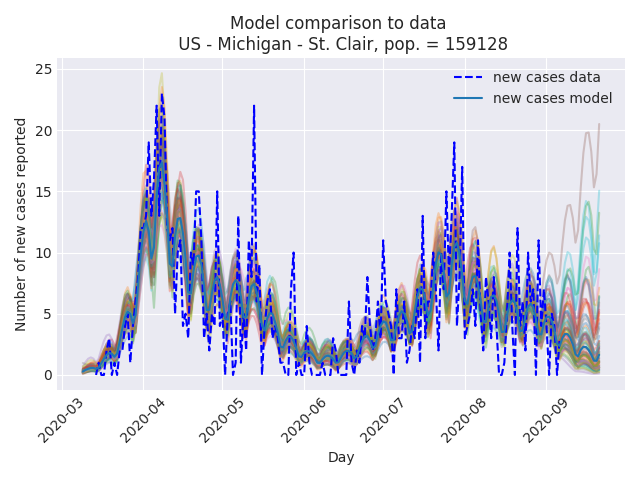 Model comparison to data
US - Michigan - St. Clair, pop. = 159128
new cases data
new cases model
Number of new cases reported
25
20
15
10
5
0
2020-03
2020-04
2020-05
2020-06
2020-07
2020-08
2020-09
Day